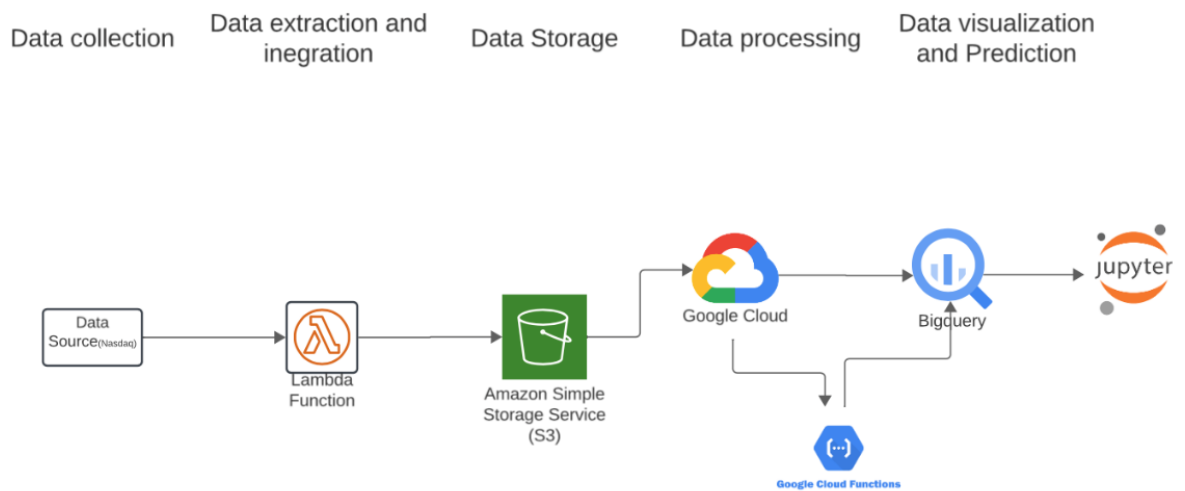 Data collection
Data extraction and
inegration
Data Storage
Data processing
Data visualization
and Prediction
Data
Source(Nasdaq)
Lambda
Function
Amazon Simple
Storage Service
(S3)
Google Cloud
Bigquery
Jupyter
{···}
Google Cloud Functions